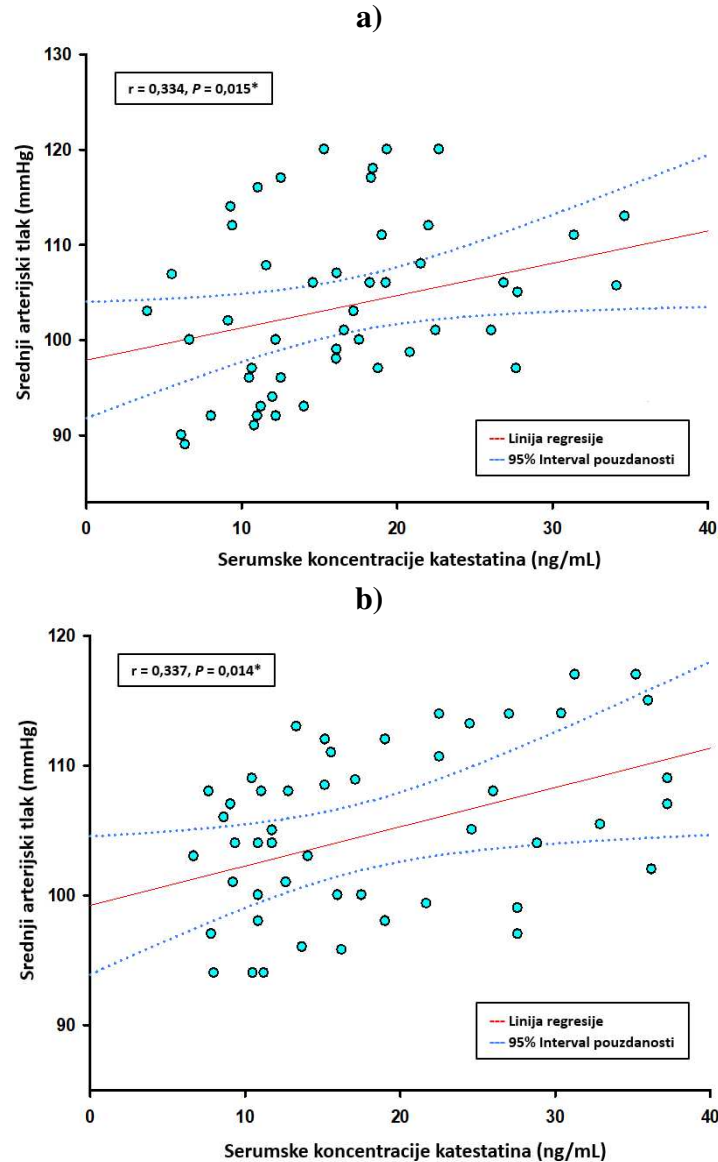 a)
130
r = 0,334, P = 0,015*
120
110
100
90
Srednji arterijski tlak (mmHg)
Linija regresije
95% Interval pouzdanosti
0 10 20 30 40
Serumske koncentracije katestatina (ng/mL)
b)
120
r = 0,337, P = 0,014*
110
100
90
Srednji arterijski tlak (mmHg)
Linija regresije
95% Interval pouzdanosti
0 10 20 30 40
Serumske koncentracije katestatina (ng/mL)